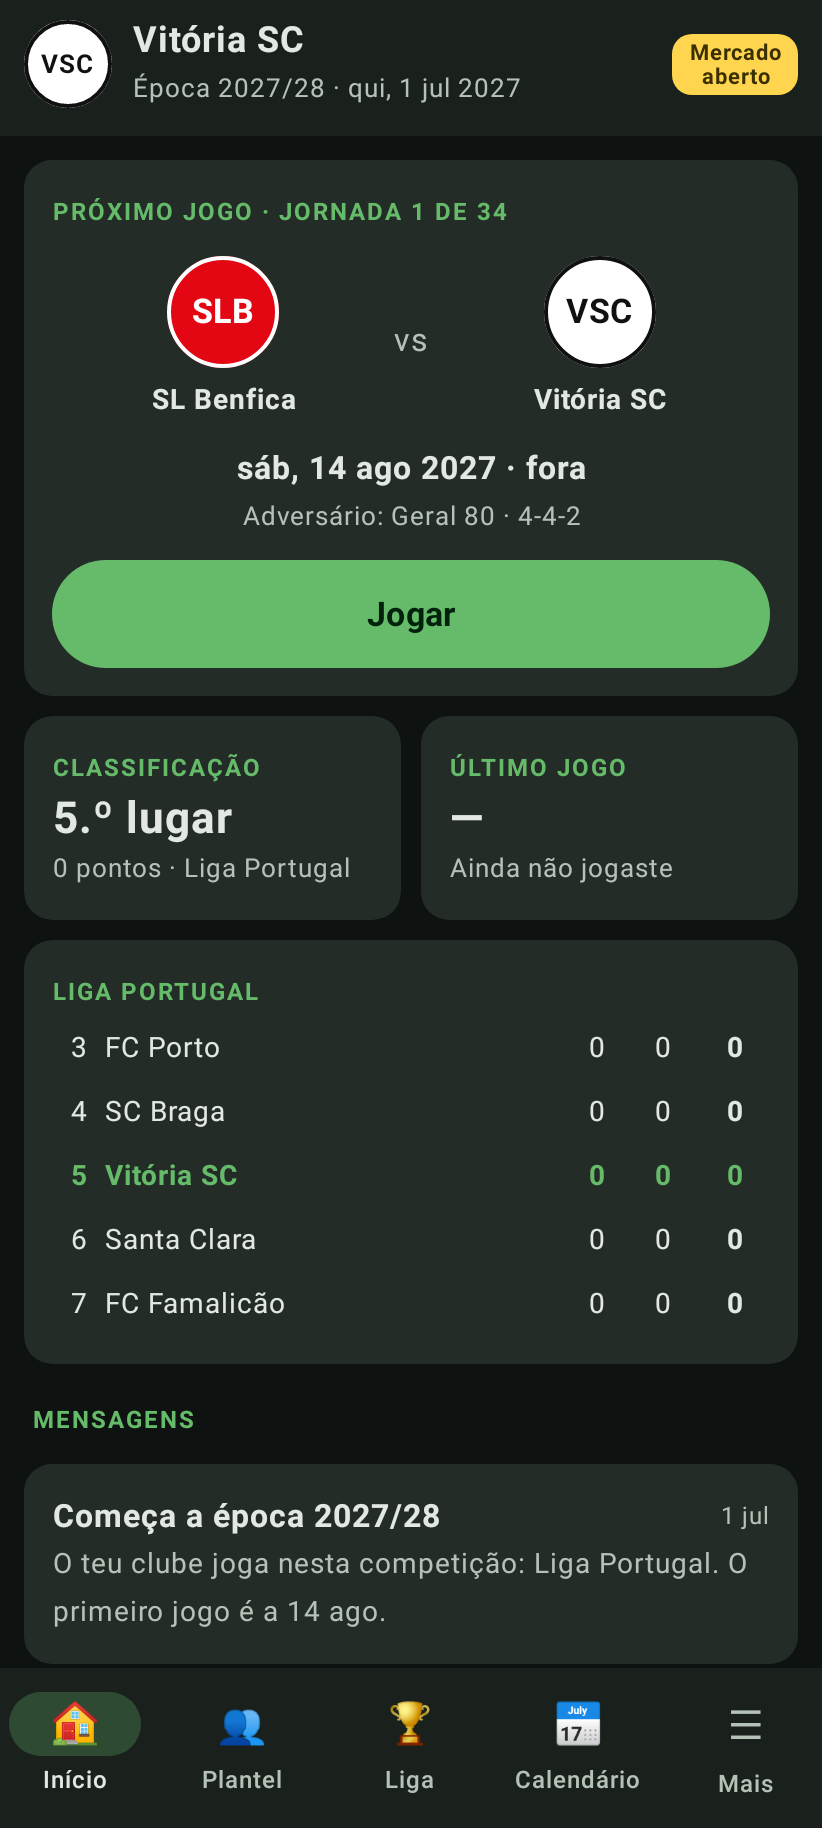 VSC
Vitória SC
Época 2027/28 · qui, 1 jul 2027
Mercado
aberto
PRÓXIMO JOGO · JORNADA 1 DE 34
SLB
vs
VSC
SL Benfica
Vitória SC
sáb, 14 ago 2027 · fora
Adversário: Geral 80 · 4-4-2
Jogar
CLASSIFICAÇÃO
5.º lugar
0 pontos · Liga Portugal
ÚLTIMO JOGO
–
Ainda não jogaste
LIGA PORTUGAL
3 FC Porto 0 0 0
4 SC Braga 0 0 0
5 Vitória SC 0 0 0
6 Santa Clara 0 0 0
7 FC Famalicão 0 0 0
MENSAGENS
Começa a época 2027/28 1 jul
O teu clube joga nesta competição: Liga Portugal. O
primeiro jogo é a 14 ago.
July
17
Início
Plantel
Liga
Calendário
Mais